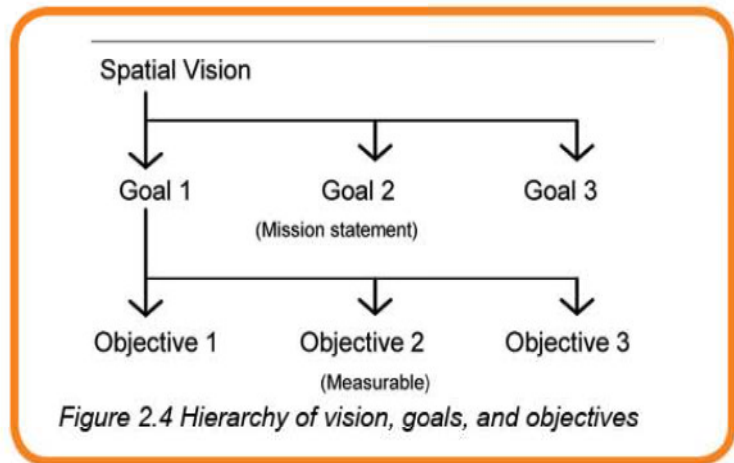 Spatial Vision
Goal 1 Goal 2 Goal 3
(Mission statement)
Objective 1 Objective 2 Objective 3
(Measurable)
Figure 2.4 Hierarchy of vision, goals, and objectives